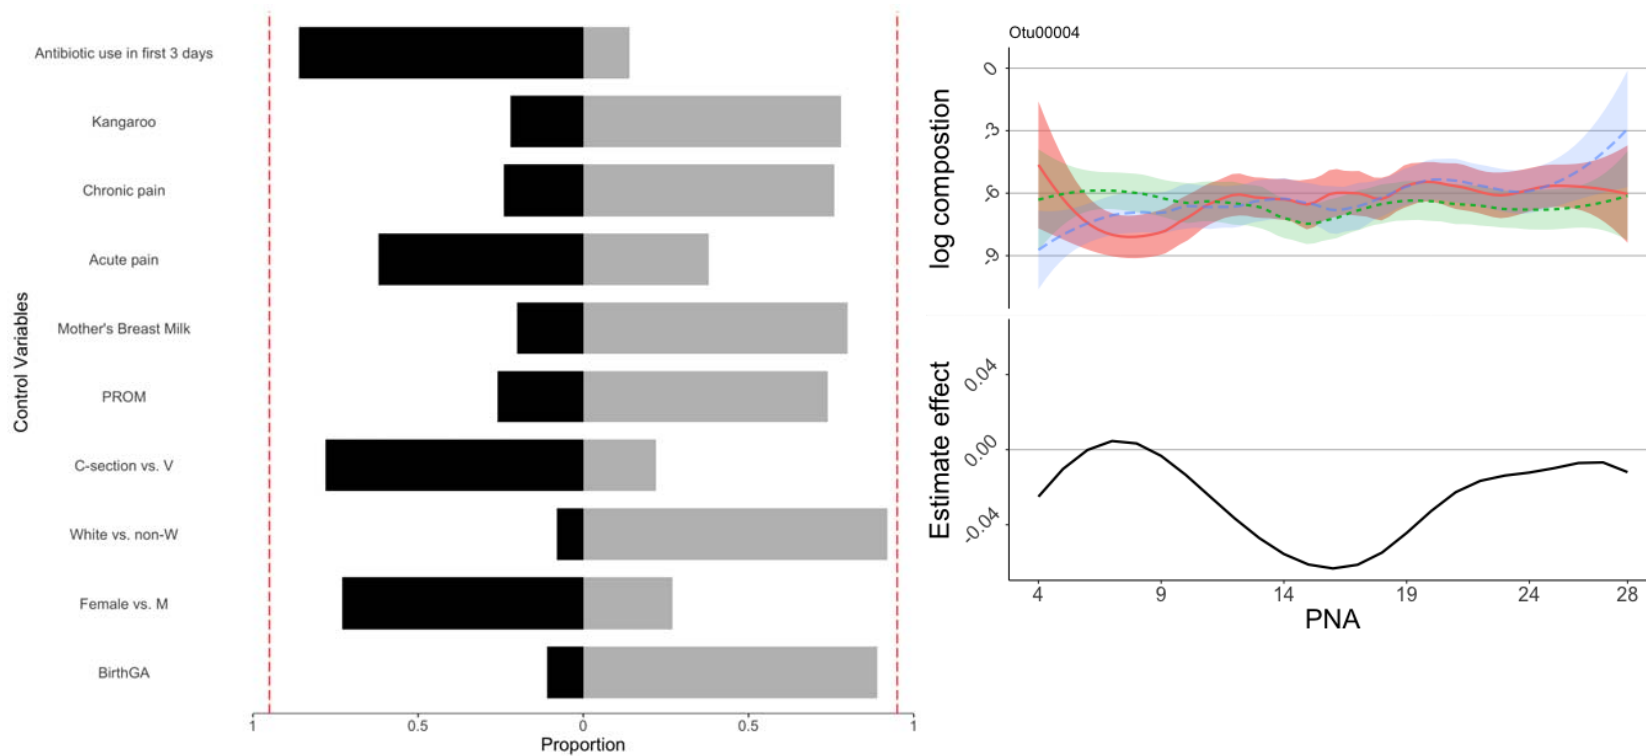 Control Variables
Antibiotic use in first 3 days
Kangaroo
Chronic pain
Acute pain
Mother's Breast Milk
PROM
C-section vs. V
White vs. non-W
Female vs. M
BirthGA
1
0.5
0
0.5
1
Proportion
Otu00004
log compostion
0
-3
-6
-9
Estimate effect
0.04
0.00
-0.04
4
9
14
19
24
28
PNA